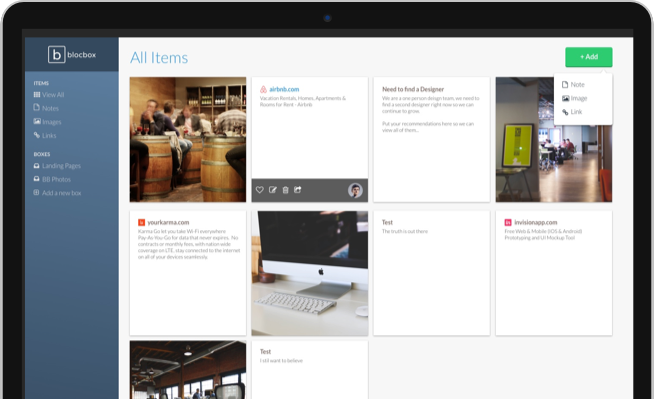 blocbox
All Items
+ Add
ITEMS
View All
Notes
Images
Links
BOXES
Landing Pages
BB Photos
Add a new box
Note
Image
Link
airbnb.com
Vacation Rentals, Homes, Apartments &
Rooms for Rent - Airbnb
Need to find a Designer
We are a one person design team, we need to
find a second designer right now so we can
continue to grow.
Put your recommendations here so we can
view all of them..
yourkarma.com
Karma Go let you take Wi-Fi everywhere
Pay-As-You-Go for data that never expires. No
contracts or monthly fees, with nation-wide
coverage on LTE, stay connected to the internet
on all of your devices seamlessly.
Test
The truth is out there
invisionapp.com
Free Web & Mobile (iOS & Android)
Prototyping and UI Mockup Tool
Test
I still want to believe